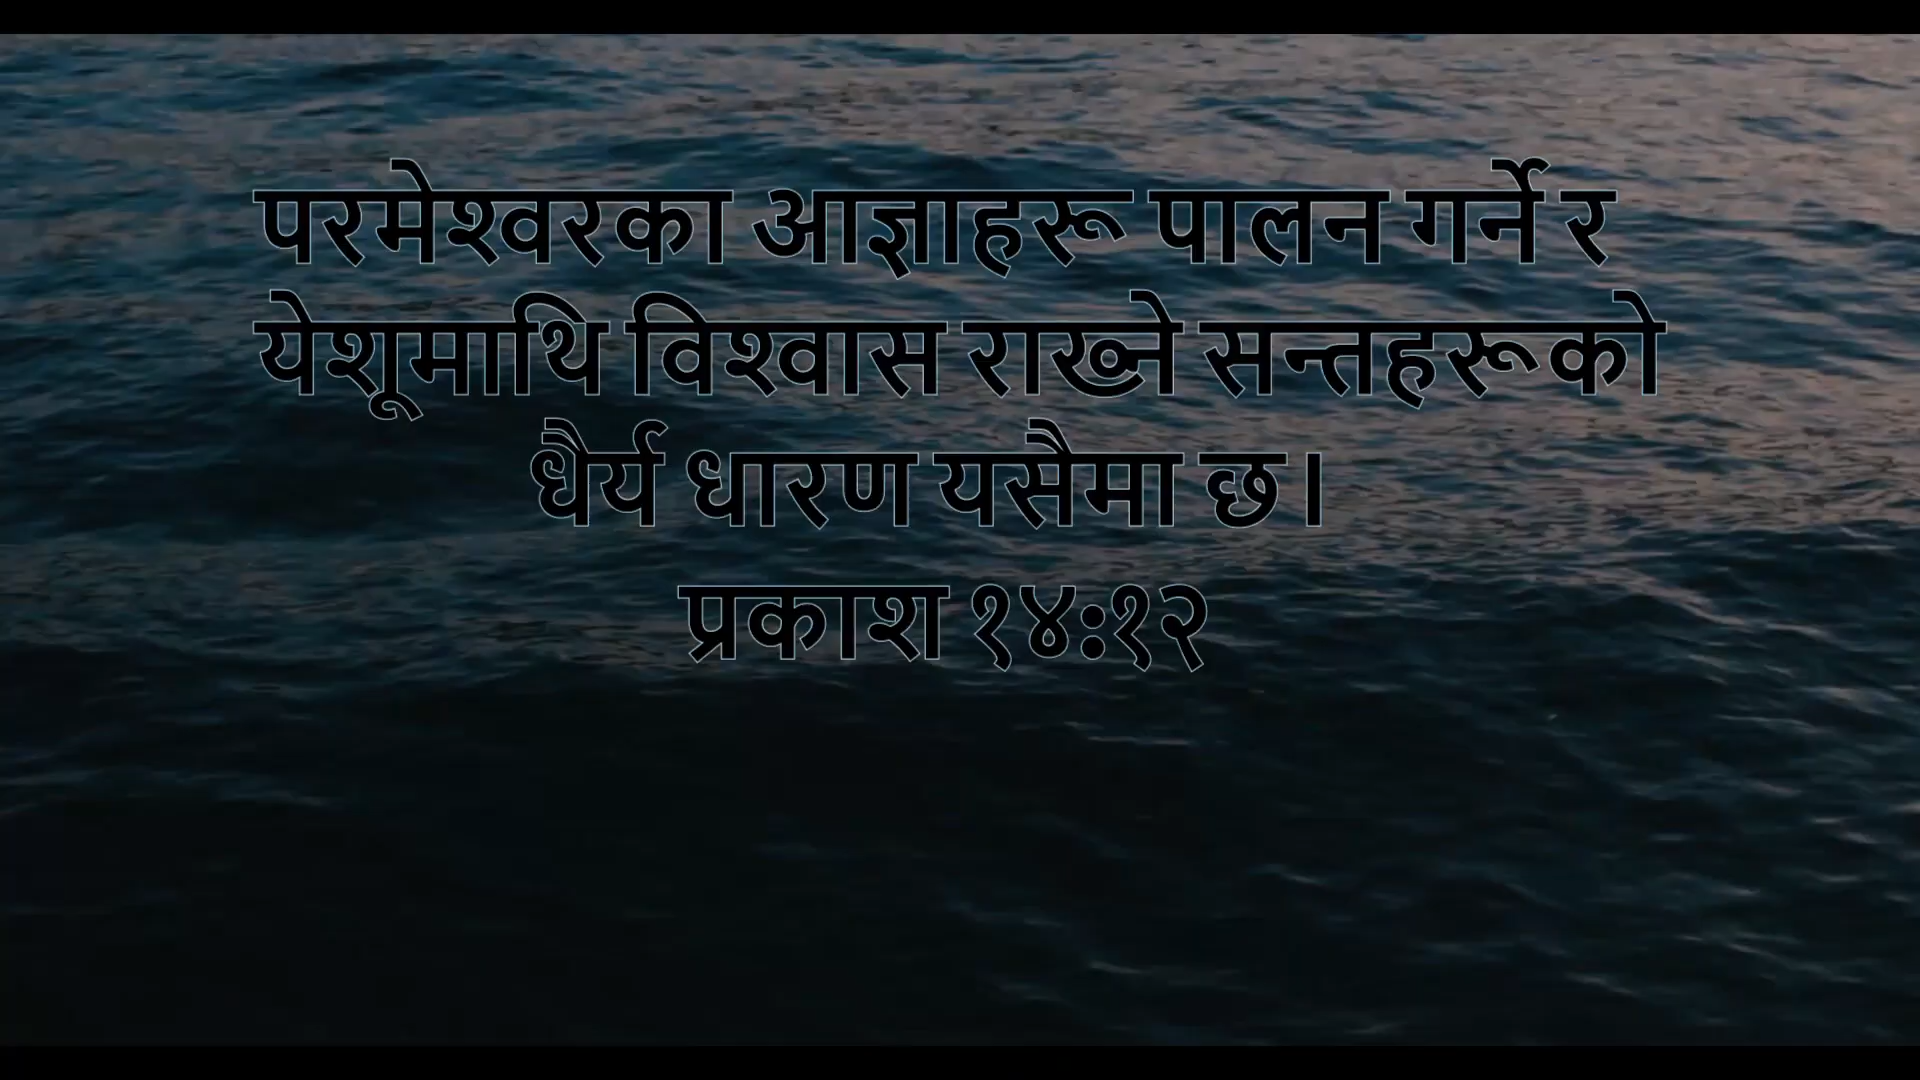 परमेश्वरका आज्ञाहरू पालन गर्ने र
येशूमाथि विश्वास राख्ने सन्तहरूको
धैर्य धारण यसैमा छ।
प्रकाश १४:१२